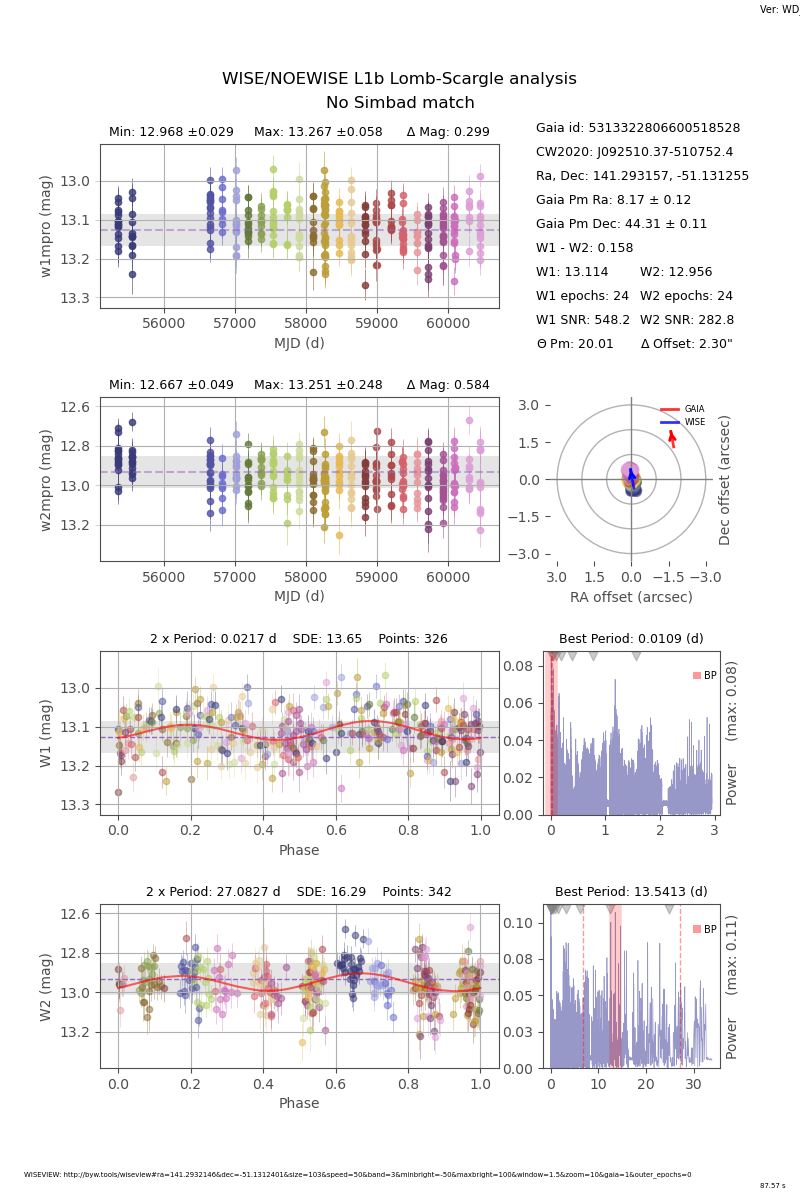 Ver: WD_
WISE/NOEWISE L1b Lomb-Scargle analysis
No Simbad match
Min: 12.968 ±0.029 Max: 13.267 ±0.058 Δ Mag: 0.299
13.0
13.1
13.2
13.3
w1mpro (mag)
56000 57000 58000 59000 60000
MJD (d)
Gaia id: 5313322806600518528
CW2020: J092510.37-510752.4
Ra, Dec: 141.293157, -51.131255
Gaia Pm Ra: 8.17 ± 0.12
Gaia Pm Dec: 44.31 ± 0.11
W1 - W2: 0.158
W1: 13.114 W2: 12.956
W1 epochs: 24 W2 epochs: 24
W1 SNR: 548.2 W2 SNR: 282.8
Θ Pm: 20.01 Δ Offset: 2.30"
Min: 12.667 ±0.049 Max: 13.251 ±0.248 Δ Mag: 0.584
12.6
12.8
13.0
13.2
w2mpro (mag)
56000 57000 58000 59000 60000
MJD (d)
GAIA
WISE
3.0
1.5
0.0
−1.5
−3.0
Dec offset (arcsec)
3.0 1.5 0.0 −1.5 −3.0
RA offset (arcsec)
2 x Period: 0.0217 d SDE: 13.65 Points: 326
13.0
13.1
13.2
13.3
W1 (mag)
0.0 0.2 0.4 0.6 0.8 1.0
Phase
Best Period: 0.0109 (d)
BP
0.08
0.06
0.04
0.02
0.00
Power (max: 0.08)
0 1 2 3
2 x Period: 27.0827 d SDE: 16.29 Points: 342
12.6
12.8
13.0
13.2
W2 (mag)
0.0 0.2 0.4 0.6 0.8 1.0
Phase
Best Period: 13.5413 (d)
BP
0.10
0.08
0.05
0.03
0.00
Power (max: 0.11)
0 10 20 30
WISEVIEW: http://byw.tools/wiseview#ra=141.2932146&dec=-51.1312401&size=103&speed=50&band=3&minbright=-50&maxbright=100&window=1.5&zoom=10&gaia=1&outer_epochs=0
87.57 s